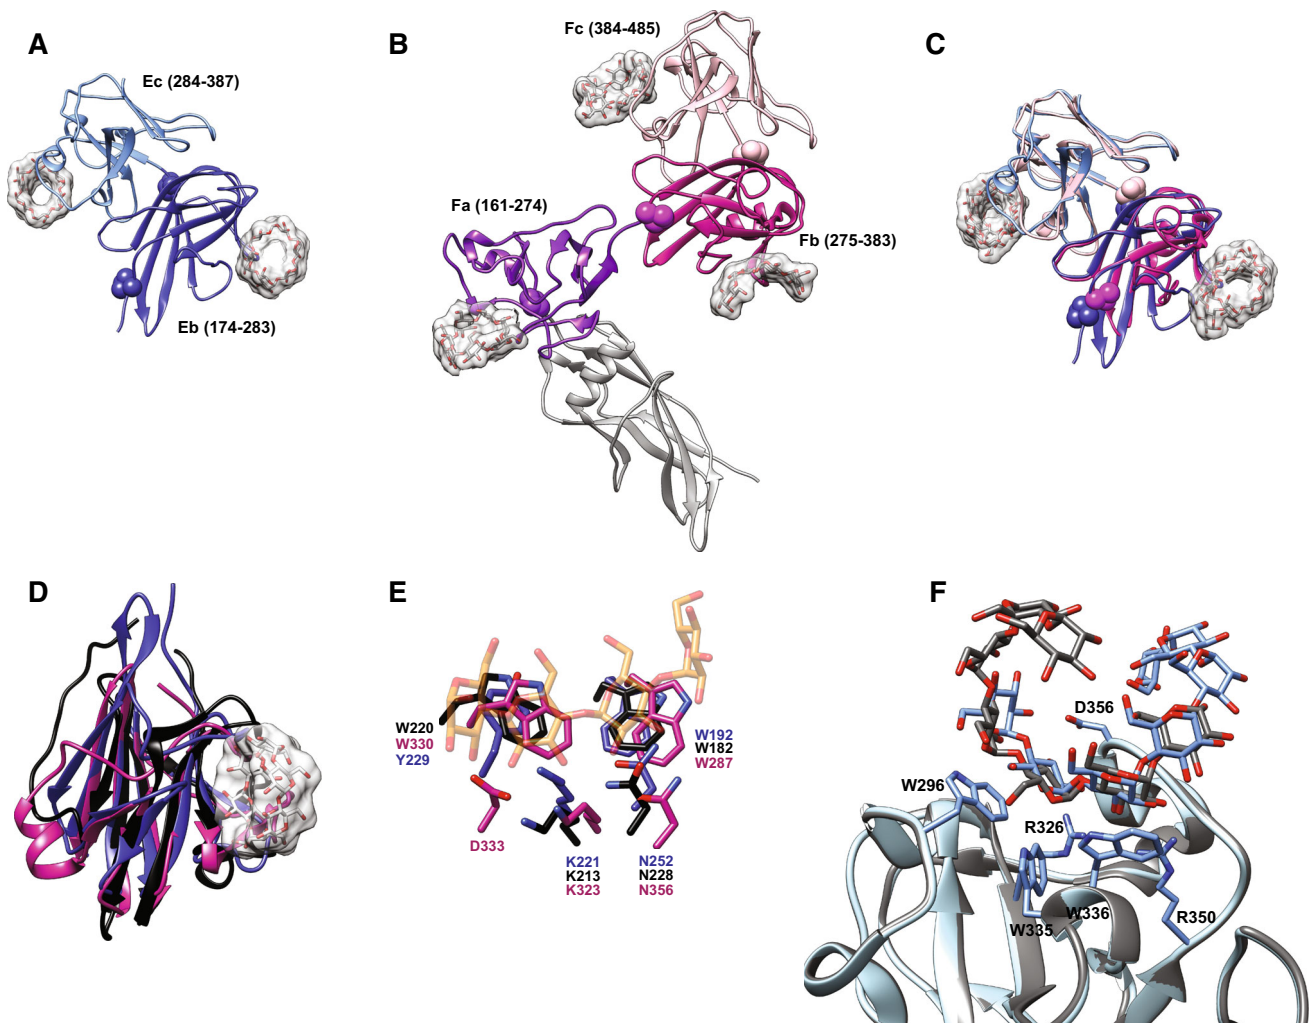 A
B
C
Ec (284-387)
Eb (174-283)
Fc (384-485)
Fa (161-274)
Fb (275-383)
D
E
F
W220
W330
Y229
W192
W182
W287
D333
K221
K213
K323
N252
N228
N356
D356
W296
R326
W335
W336
R350